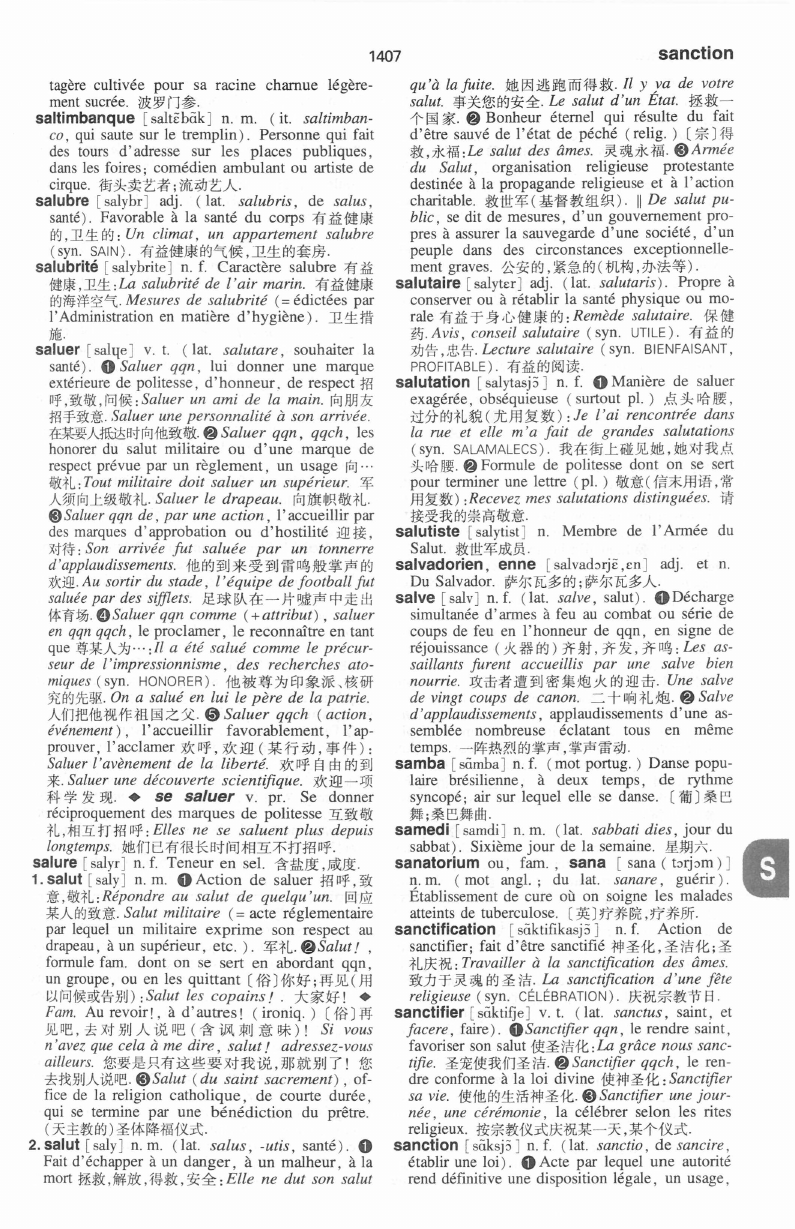 1407
sanction
tagère cultivée pour sa racine charnue légère-
ment sucrée. 波罗门参.
saltimbanque [saltɛ̃bɑ̃k] n. m. (it. saltimban-
co, qui saute sur le tremplin). Personne qui fait
des tours d'adresse sur les places publiques,
dans les foires; comédien ambulant ou artiste de
cirque. 街头卖艺者;流动艺人.
salubre [salybr] adj. (lat. salubris, de salus,
santé). Favorable à la santé du corps 有益健康
的,卫生的: Un climat, un appartement salubre
(syn. SAIN). 有益健康的气候,卫生的套房.
salubrité [salybrite] n. f. Caractère salubre 有益
健康,卫生:La salubrité de l'air marin. 有益健康
的海洋空气. Mesures de salubrité (=édictées par
l'Administration en matière d'hygiène). 卫生措
施.
saluer [salɥe] v. t. (lat. salutare, souhaiter la
santé). ❶ Saluer qqn, lui donner une marque
extérieure de politesse, d'honneur, de respect 招
呼,致敬,问候:Saluer un ami de la main. 向朋友
招手致意. Saluer une personnalité à son arrivée.
在某要人抵达时向他致敬. ❷ Saluer qqn, qqch, les
honorer du salut militaire ou d'une marque de
respect prévue par un règlement, un usage 向…
敬礼:Tout militaire doit saluer un supérieur. 军
人须向上级敬礼. Saluer le drapeau. 向旗帜敬礼.
❸Saluer qqn de, par une action, l'accueillir par
des marques d'approbation ou d'hostilité 迎接,
对待: Son arrivée fut saluée par un tonnerre
d'applaudissements. 他的到来受到雷鸣般掌声的
欢迎. Au sortir du stade, l'équipe de football fut
saluée par des sifflets. 足球队在一片嘘声中走出
体育场. ❹Saluer qqn comme (+attribut), saluer
en qqn qqch, le proclamer, le reconnaître en tant
que 尊某人为…:Il a été salué comme le précur-
seur de l'impressionnisme, des recherches ato-
miques (syn. HONORER). 他被尊为印象派、核研
究的先驱. On a salué en lui le père de la patrie.
人们把他视作祖国之父. ❺ Saluer qqch (action,
événement), l'accueillir favorablement, l'ap-
prouver, l'acclamer 欢呼,欢迎(某行动,事件):
Saluer l'avènement de la liberté. 欢呼自由的到
来. Saluer une découverte scientifique. 欢迎一项
科学发现. ◆ se saluer v. pr. Se donner
réciproquement des marques de politesse 互致敬
礼,相互打招呼:Elles ne se saluent plus depuis
longtemps. 她们已有很长时间相互不打招呼.
salure [salyr] n. f. Teneur en sel. 含盐度,咸度.
1. salut [saly] n. m. ❶Action de saluer 招呼,致
意,敬礼:Répondre au salut de quelqu'un. 回应
某人的致意. Salut militaire (= acte réglementaire
par lequel un militaire exprime son respect au
drapeau, à un supérieur, etc.). 军礼. ❷Salut!,
formule fam. dont on se sert en abordant qqn,
un groupe, ou en les quittant〔俗〕你好;再见(用
以问候或告别):Salut les copains!. 大家好! ◆
Fam. Au revoir!, à d'autres! (ironiq.)〔俗〕再
见吧,去对别人说吧(含讽刺意味)! Si vous
n'avez que cela à me dire, salut! adressez-vous
ailleurs. 您要是只有这些要对我说,那就别了! 您
去找别人说吧. ❸Salut (du saint sacrement), of-
fice de la religion catholique, de courte durée,
qui se termine par une bénédiction du prêtre.
(天主教的)圣体降福仪式.
2. salut [saly] n. m. (lat. salus, -utis, santé). ❶
Fait d'échapper à un danger, à un malheur, à la
mort 拯救,解放,得救,安全:Elle ne dut son salut
qu'à la fuite. 她因逃跑而得救. Il y va de votre
salut. 事关您的安全. Le salut d'un État. 拯救一
个国家. ❷ Bonheur éternel qui résulte du fait
d'être sauvé de l'état de péché (relig.)〔宗〕得
救,永福:Le salut des âmes. 灵魂永福. ❸Armée
du Salut, organisation religieuse protestante
destinée à la propagande religieuse et à l'action
charitable. 救世军(基督教组织). ‖ De salut pu-
blic, se dit de mesures, d'un gouvernement pro-
pres à assurer la sauvegarde d'une société, d'un
peuple dans des circonstances exceptionnelle-
ment graves. 公安的,紧急的(机构,办法等).
salutaire [salytɛr] adj. (lat. salutaris). Propre à
conserver ou à rétablir la santé physique ou mo-
rale 有益于身心健康的:Remède salutaire. 保健
药. Avis, conseil salutaire (syn. UTILE). 有益的
劝告,忠告. Lecture salutaire (syn. BIENFAISANT,
PROFITABLE). 有益的阅读.
salutation [salytasjɔ̃] n. f. ❶Manière de saluer
exagérée, obséquieuse (surtout pl.) 点头哈腰,
过分的礼貌(尤用复数):Je l'ai rencontrée dans
la rue et elle m'a fait de grandes salutations
(syn. SALAMALECS). 我在街上碰见她,她对我点
头哈腰. ❷ Formule de politesse dont on se sert
pour terminer une lettre (pl.) 敬意(信末用语,常
用复数):Recevez mes salutations distinguées. 请
接受我的崇高敬意.
salutiste [salytist] n. Membre de l'Armée du
Salut. 救世军成员.
salvadorien, enne [salvadɔrjɛ̃,ɛn] adj. et n.
Du Salvador. 萨尔瓦多的;萨尔瓦多人.
salve [salv] n. f. (lat. salve, salut). ❶Décharge
simultanée d'armes à feu au combat ou série de
coups de feu en l'honneur de qqn, en signe de
réjouissance (火器的)齐射,齐发,齐鸣: Les as-
saillants furent accueillis par une salve bien
nourrie. 攻击者遭到密集炮火的迎击. Une salve
de vingt coups de canon. 二十响礼炮. ❷ Salve
d'applaudissements, applaudissements d'une as-
semblée nombreuse éclatant tous en même
temps. 一阵热烈的掌声,掌声雷动.
samba [sɑ̃mba] n. f. (mot portug.) Danse popu-
laire brésilienne, à deux temps, de rythme
syncopé; air sur lequel elle se danse. 〔葡〕桑巴
舞;桑巴舞曲.
samedi [samdi] n. m. (lat. sabbati dies, jour du
sabbat). Sixième jour de la semaine. 星期六.
sanatorium ou, fam., sana [sana(tɔrjɔm)]
n. m. (mot angl.; du lat. sanare, guérir).
Établissement de cure où on soigne les malades
atteints de tuberculose. 〔英〕疗养院,疗养所.
sanctification [sɑ̃ktifikasjɔ̃] n. f. Action de
sanctifier; fait d'être sanctifié 神圣化,圣洁化;圣
礼庆祝:Travailler à la sanctification des âmes.
致力于灵魂的圣洁. La sanctification d'une fête
religieuse (syn. CÉLÉBRATION). 庆祝宗教节日.
sanctifier [sɑ̃ktifje] v. t. (lat. sanctus, saint, et
facere, faire). ❶Sanctifier qqn, le rendre saint,
favoriser son salut 使圣洁化:La grâce nous sanc-
tifie. 圣宠使我们圣洁. ❷ Sanctifier qqch, le ren-
dre conforme à la loi divine 使神圣化:Sanctifier
sa vie. 使他的生活神圣化. ❸Sanctifier une jour-
née, une cérémonie, la célébrer selon les rites
religieux. 按宗教仪式庆祝某一天,某个仪式.
sanction [sɑ̃ksjɔ̃] n. f. (lat. sanctio, de sancire,
établir une loi). ❶Acte par lequel une autorité
rend définitive une disposition légale, un usage,
S